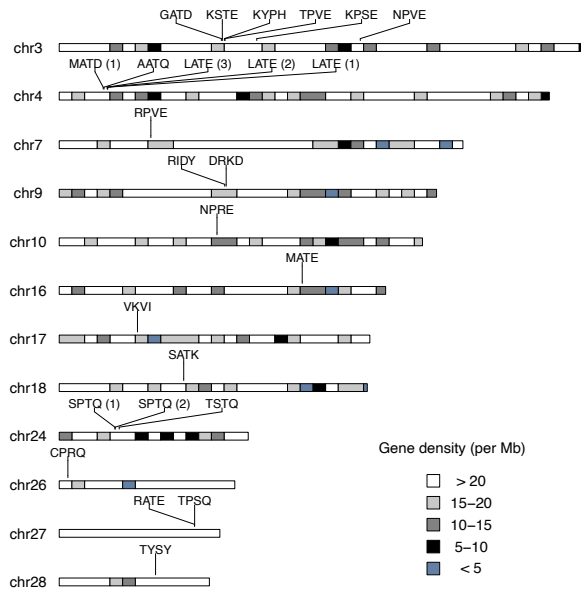 GATD KSTE KYPH TPVE KPSE NPVE
chr3
MATD (1) AATQ LATE (3) LATE (2) LATE (1)
chr4
RPVE
chr7
RIDY DRKD
chr9
NPRE
chr10
MATE
chr16
VKVI
chr17
SATK
chr18
SPTQ (1) SPTQ (2) TSTQ
chr24
CPRQ
chr26
RATE TPSQ
chr27
TYSY
chr28
Gene density (per Mb)
> 20
15−20
10−15
5−10
< 5